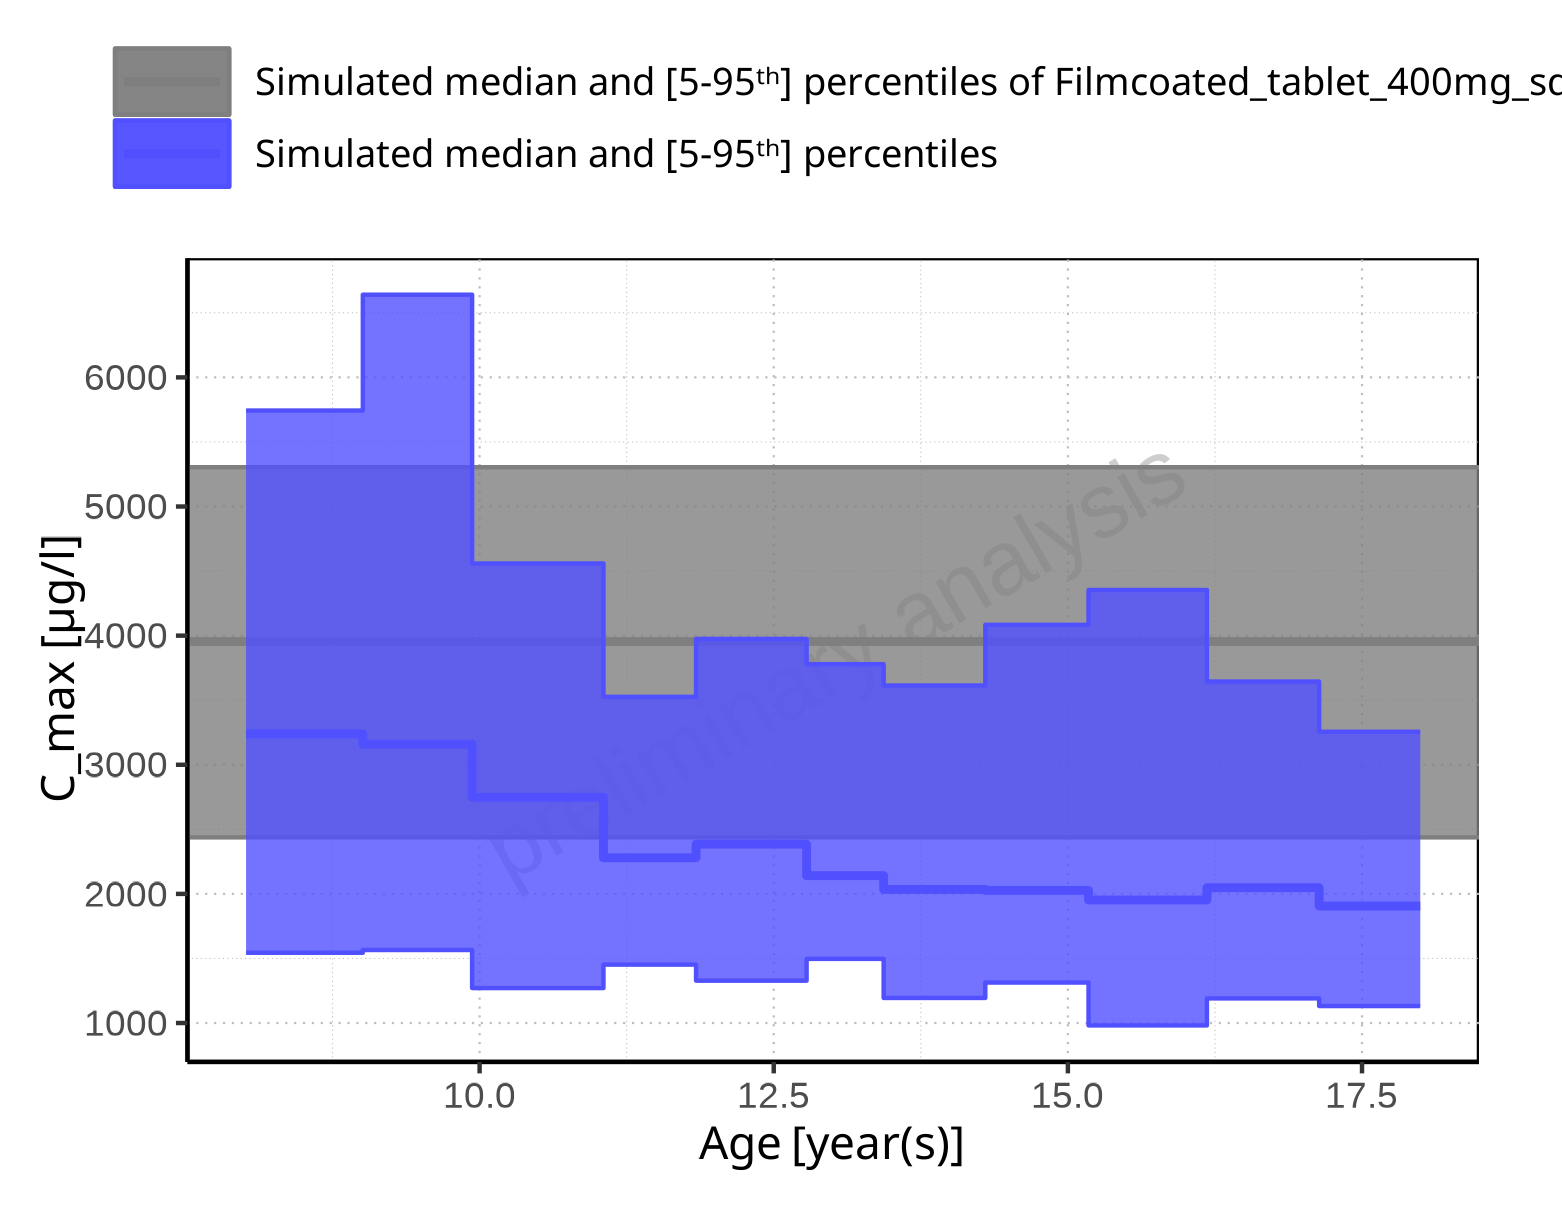 Simulated median and [5-95ᵗʰ] percentiles of Filmcoated_tablet_400mg_sd
Simulated median and [5-95ᵗʰ] percentiles
6000
5000
4000
3000
2000
1000
C_max [µg/l]
preliminary analysis
10.0 12.5 15.0 17.5
Age [year(s)]